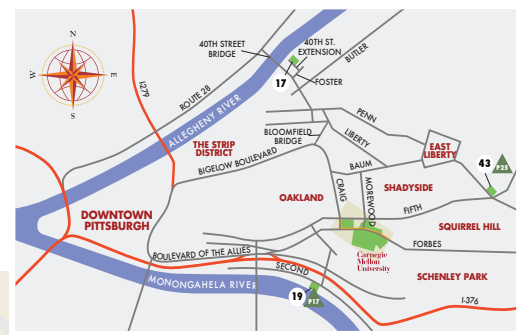 N
W
E
S
I-279
ROUTE 28
40TH STREET
BRIDGE
40TH ST.
EXTENSION
BUTLER
17
FOSTER
ALLEGHENY RIVER
PENN
LIBERTY
BLOOMFIELD
BRIDGE
THE STRIP
DISTRICT
BIGELOW BOULEVARD
EAST
LIBERTY
43
P25
BAUM
CRAIG
MOREWOOD
SHADYSIDE
OAKLAND
FIFTH
DOWNTOWN
PITTSBURGH
SQUIRREL HILL
FORBES
BOULEVARD OF THE ALLIES
Carnegie
Mellon
University
SECOND
SCHENLEY PARK
MONONGAHELA RIVER
19
P17
I-376